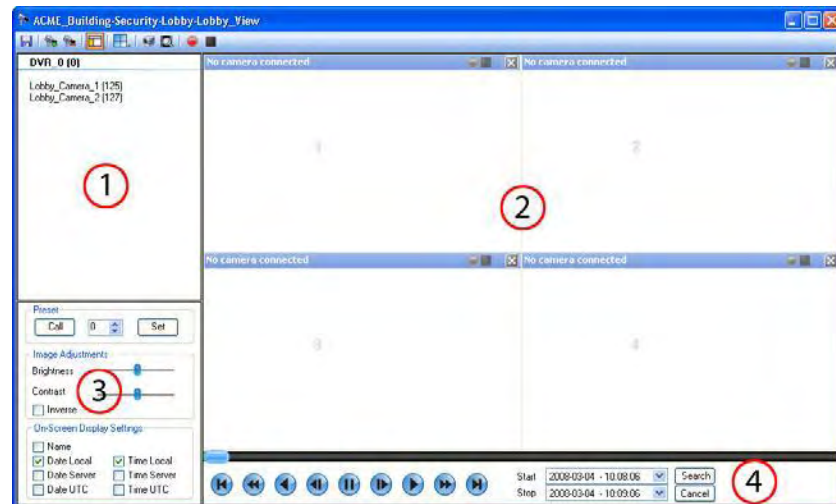 ACME_Building-Security-Lobby-Lobby_View
DVR_0 (0)
Lobby_Camera_1 (125)
Lobby_Camera_2 (127)
1
No camera connected
1
No camera connected
2
2
No camera connected
3
No camera connected
4
Preset
Call 0 Set
Image Adjustments
Brightness
Contrast
Inverse
3
On-Screen Display Settings
Name
Date Local Time Local
Date Server Time Server
Date UTC Time UTC
Start 2008-03-04 - 10:08:06 Search
Stop 2008-03-04 - 10:09:06 Cancel
4